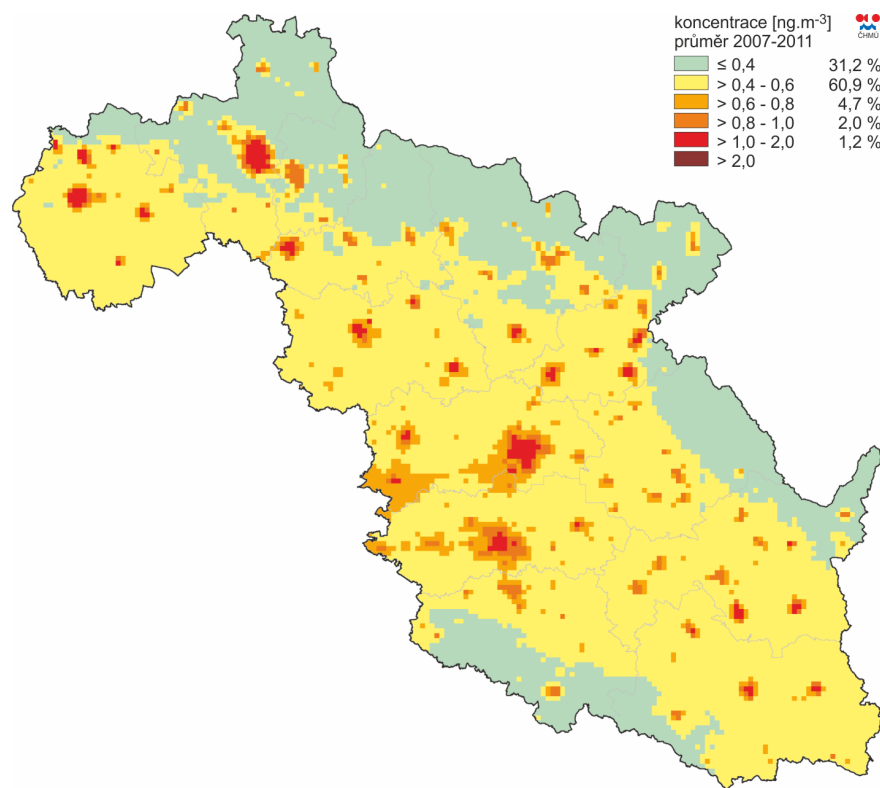 koncentrace [ng.m-3]
průměr 2007-2011
ČHMÚ
≤ 0,4 31,2 %
> 0,4 - 0,6 60,9 %
> 0,6 - 0,8 4,7 %
> 0,8 - 1,0 2,0 %
> 1,0 - 2,0 1,2 %
> 2,0